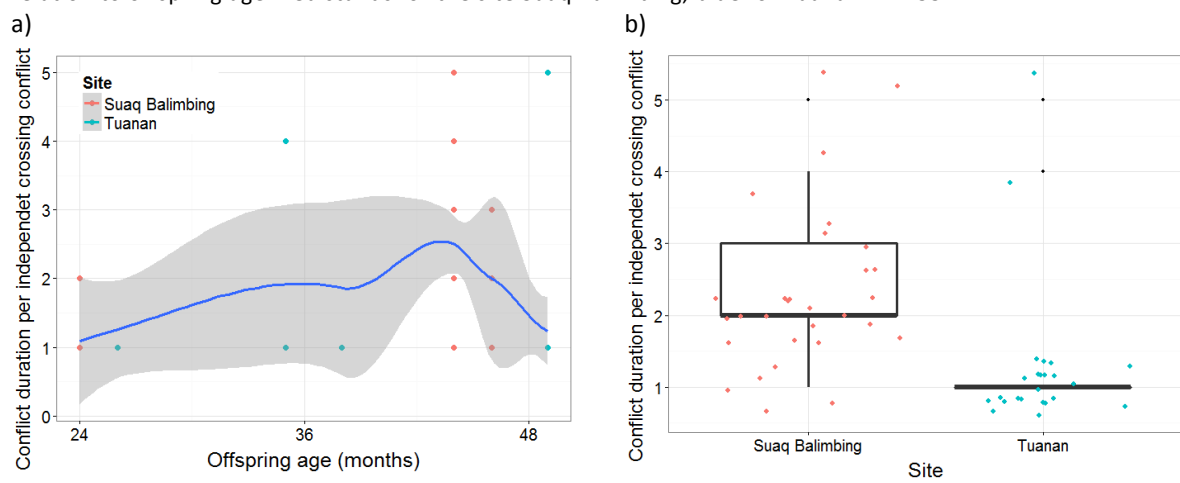 a)
b)
Conflict duration per independet crossing conflict
5
4
3
2
1
0
Site
Suaq Balimbing
Tuanan
24
36
48
Offspring age (months)
Conflict duration per independet crossing conflict
5
4
3
2
1
Suaq Balimbing
Tuanan
Site